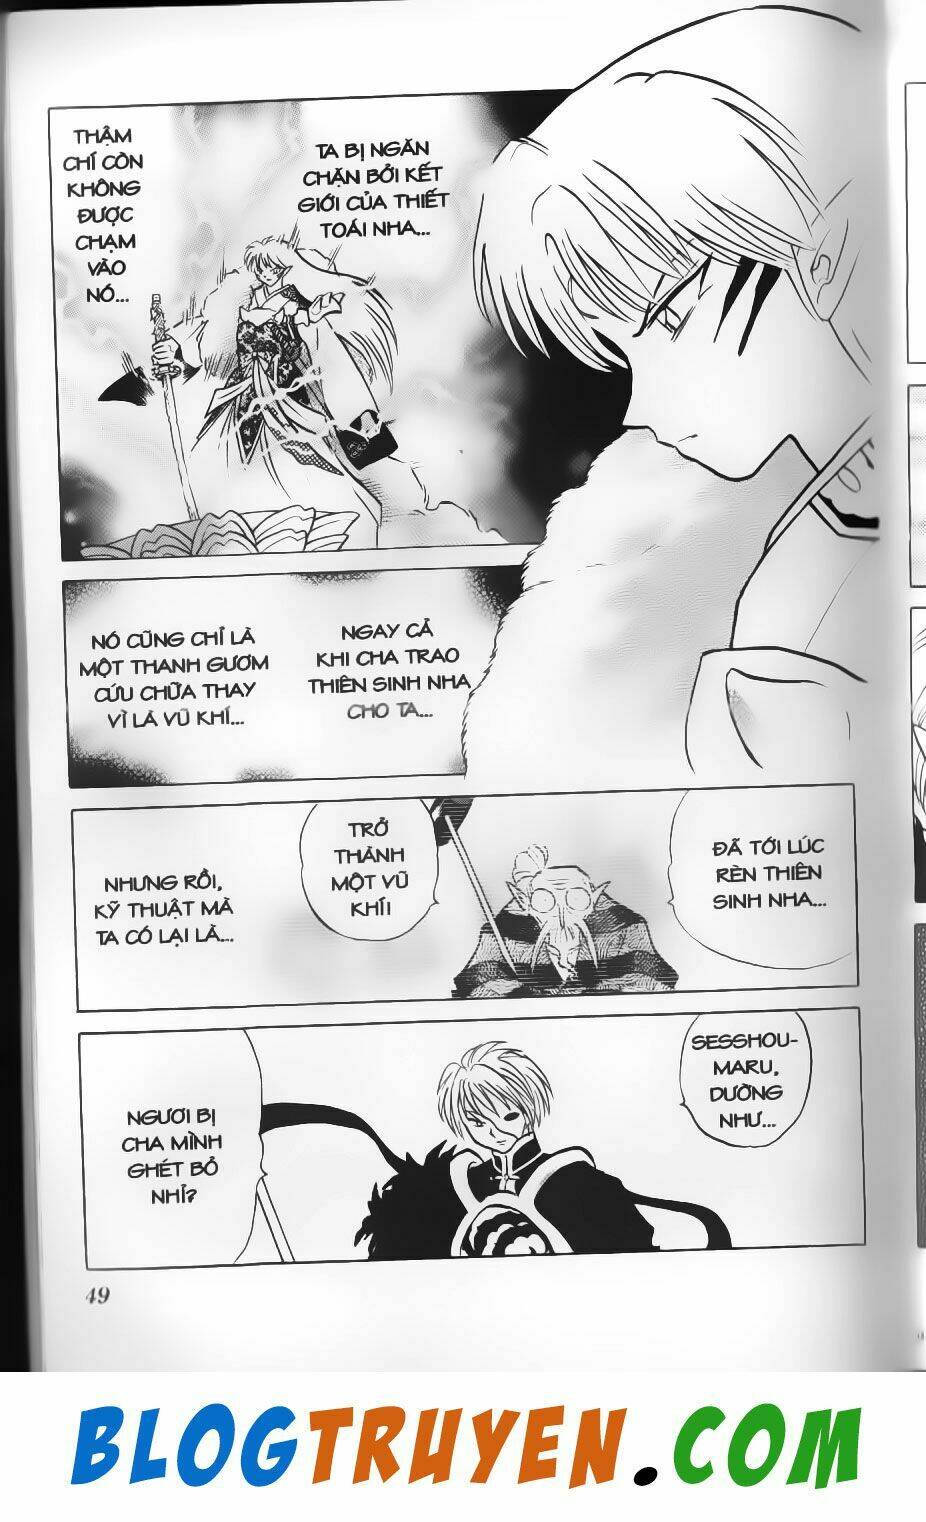 TA BỊ NGĂN
CHẶN BỞI KẾT
GIỚI CỦA THIẾT
TOÁI NHA...
THẬM
CHÍ CÒN
KHÔNG
ĐƯỢC
CHẠM
VÀO
NÓ...
NGAY CẢ
KHI CHA TRAO
THIÊN SINH NHA
CHO TA...
NÓ CŨNG CHỈ LÀ
MỘT THANH GƯƠM
CỨU CHỮA THAY
VÌ LÀ VŨ KHÍ...
ĐÃ TỚI LÚC
RÈN THIÊN
SINH NHA...
TRỞ
THÀNH
MỘT VŨ
KHÍ!
NHƯNG RỒI,
KỸ THUẬT MÀ
TA CÓ LẠI LÀ...
SESSHOU-
MARU,
DƯỜNG
NHƯ...
NGƯƠI BỊ
CHA MÌNH
GHÉT BỎ
NHỈ?
49
BLOGTRUYEN.COM